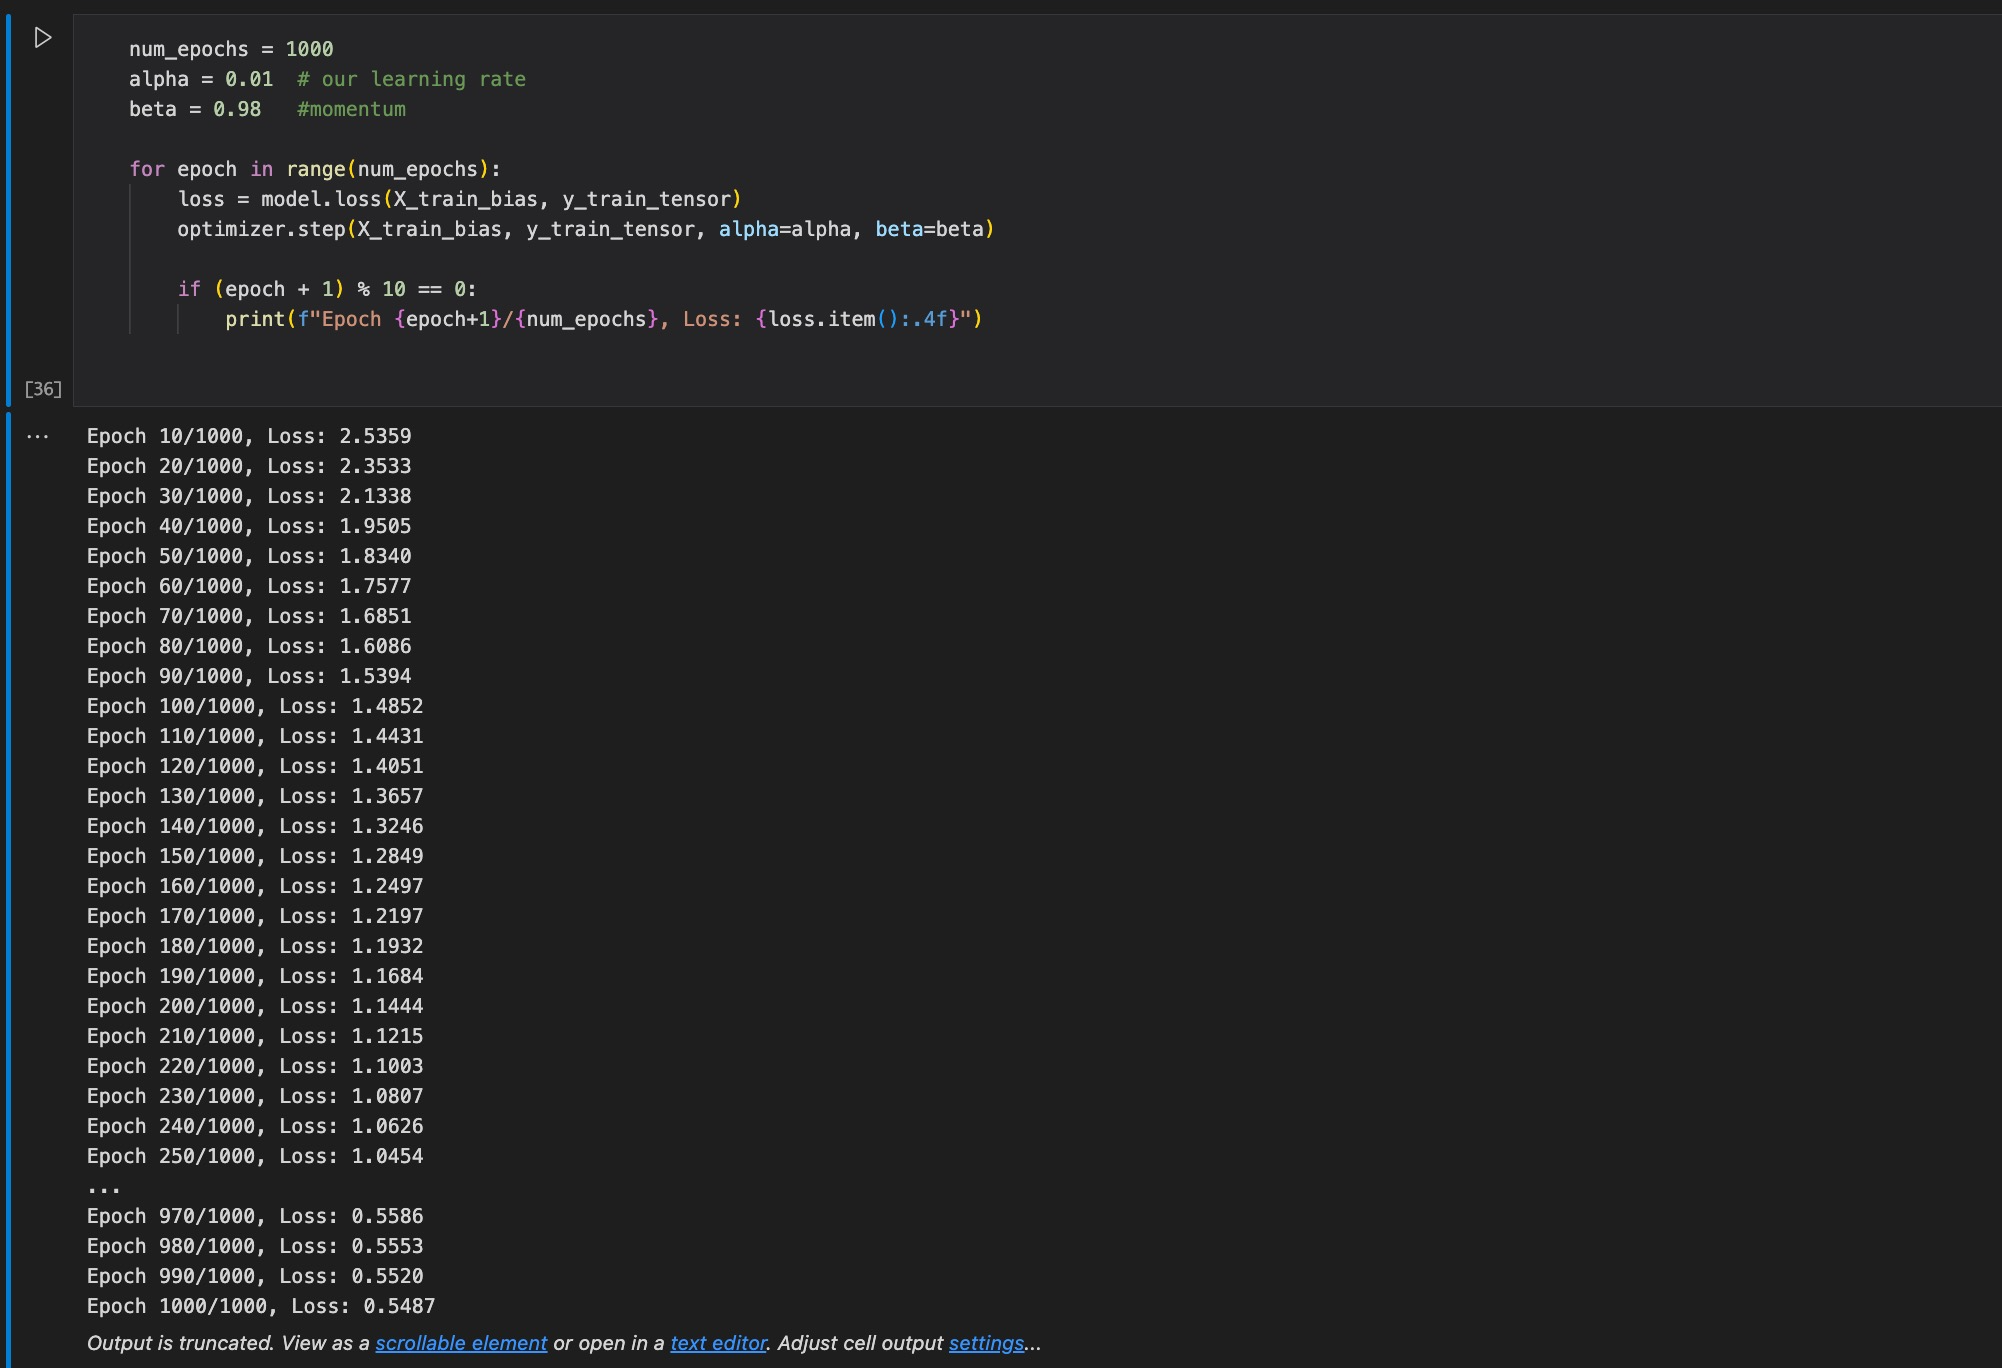 num_epochs = 1000
alpha = 0.01  # our learning rate
beta = 0.98   #momentum
for epoch in range(num_epochs):
    loss = model.loss(X_train_bias, y_train_tensor)
    optimizer.step(X_train_bias, y_train_tensor, alpha=alpha, beta=beta)
    if (epoch + 1) % 10 == 0:
        print(f"Epoch {epoch+1}/{num_epochs}, Loss: {loss.item():.4f}")
[36]
...
Epoch 10/1000, Loss: 2.5359
Epoch 20/1000, Loss: 2.3533
Epoch 30/1000, Loss: 2.1338
Epoch 40/1000, Loss: 1.9505
Epoch 50/1000, Loss: 1.8340
Epoch 60/1000, Loss: 1.7577
Epoch 70/1000, Loss: 1.6851
Epoch 80/1000, Loss: 1.6086
Epoch 90/1000, Loss: 1.5394
Epoch 100/1000, Loss: 1.4852
Epoch 110/1000, Loss: 1.4431
Epoch 120/1000, Loss: 1.4051
Epoch 130/1000, Loss: 1.3657
Epoch 140/1000, Loss: 1.3246
Epoch 150/1000, Loss: 1.2849
Epoch 160/1000, Loss: 1.2497
Epoch 170/1000, Loss: 1.2197
Epoch 180/1000, Loss: 1.1932
Epoch 190/1000, Loss: 1.1684
Epoch 200/1000, Loss: 1.1444
Epoch 210/1000, Loss: 1.1215
Epoch 220/1000, Loss: 1.1003
Epoch 230/1000, Loss: 1.0807
Epoch 240/1000, Loss: 1.0626
Epoch 250/1000, Loss: 1.0454
...
Epoch 970/1000, Loss: 0.5586
Epoch 980/1000, Loss: 0.5553
Epoch 990/1000, Loss: 0.5520
Epoch 1000/1000, Loss: 0.5487
Output is truncated. View as a scrollable element or open in a text editor. Adjust cell output settings...